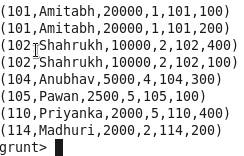 (101,Amitabh,20000,1,101,100)
(101,Amitabh,20000,1,101,200)
(102,Shahrukh,10000,2,102,400)
(102,Shahrukh,10000,2,102,100)
(104,Anubhav,5000,4,104,300)
(105,Pawan,2500,5,105,100)
(110,Priyanka,2000,5,110,400)
(114,Madhuri,2000,2,114,200)
grunt>